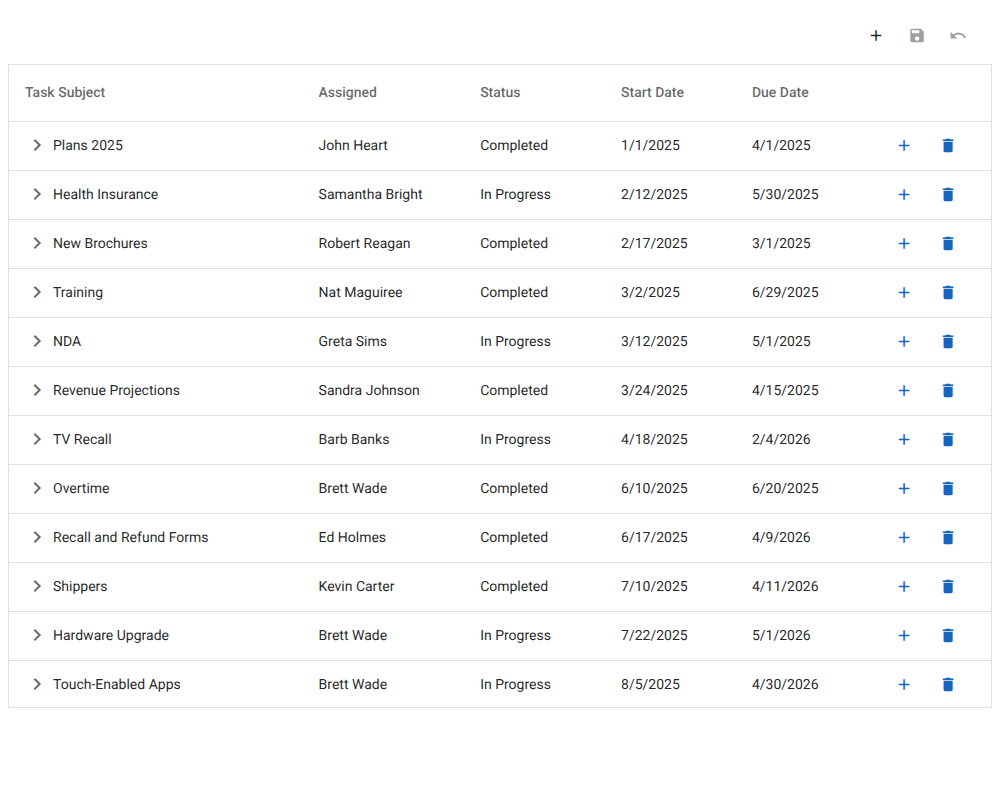 Task Subject Assigned Status Start Date Due Date
Plans 2025 John Heart Completed 1/1/2025 4/1/2025
Health Insurance Samantha Bright In Progress 2/12/2025 5/30/2025
New Brochures Robert Reagan Completed 2/17/2025 3/1/2025
Training Nat Maguiree Completed 3/2/2025 6/29/2025
NDA Greta Sims In Progress 3/12/2025 5/1/2025
Revenue Projections Sandra Johnson Completed 3/24/2025 4/15/2025
TV Recall Barb Banks In Progress 4/18/2025 2/4/2026
Overtime Brett Wade Completed 6/10/2025 6/20/2025
Recall and Refund Forms Ed Holmes Completed 6/17/2025 4/9/2026
Shippers Kevin Carter Completed 7/10/2025 4/11/2026
Hardware Upgrade Brett Wade In Progress 7/22/2025 5/1/2026
Touch-Enabled Apps Brett Wade In Progress 8/5/2025 4/30/2026